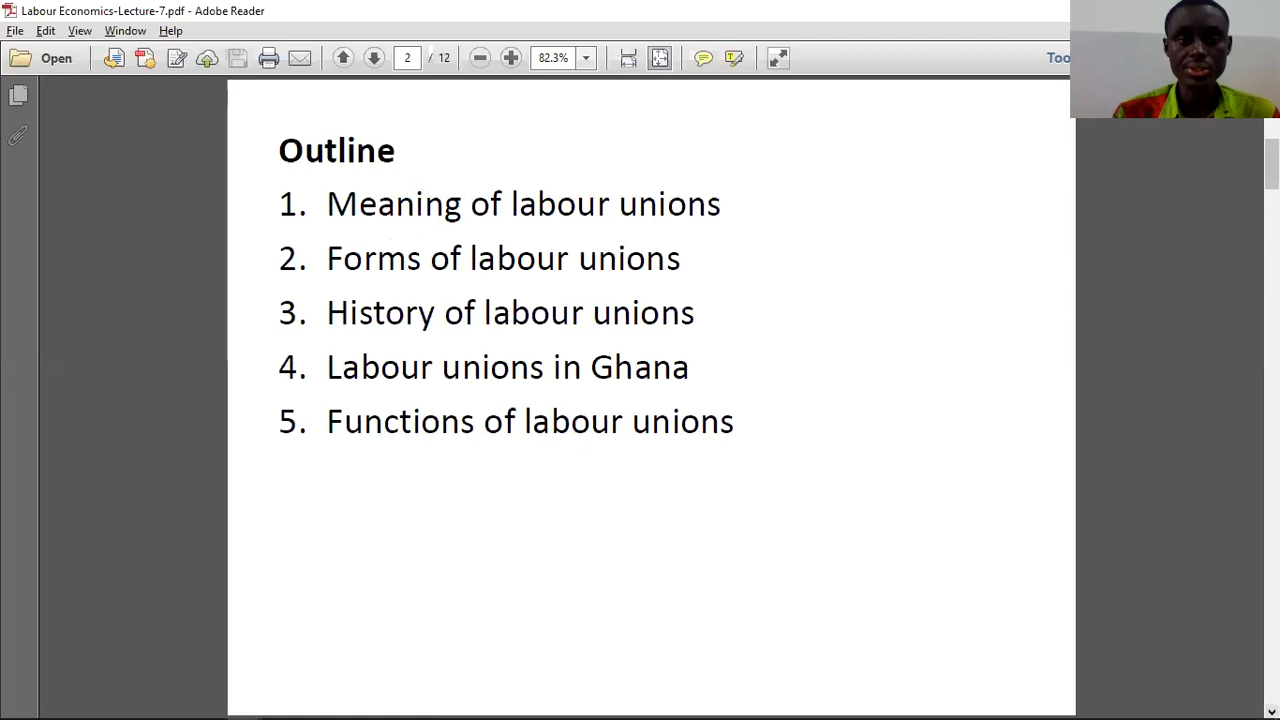 Labour Economics-Lecture-7.pdf - Adobe Reader
File Edit View Window Help
Open 2 / 12 82.3% Too
Outline
1. Meaning of labour unions
2. Forms of labour unions
3. History of labour unions
4. Labour unions in Ghana
5. Functions of labour unions